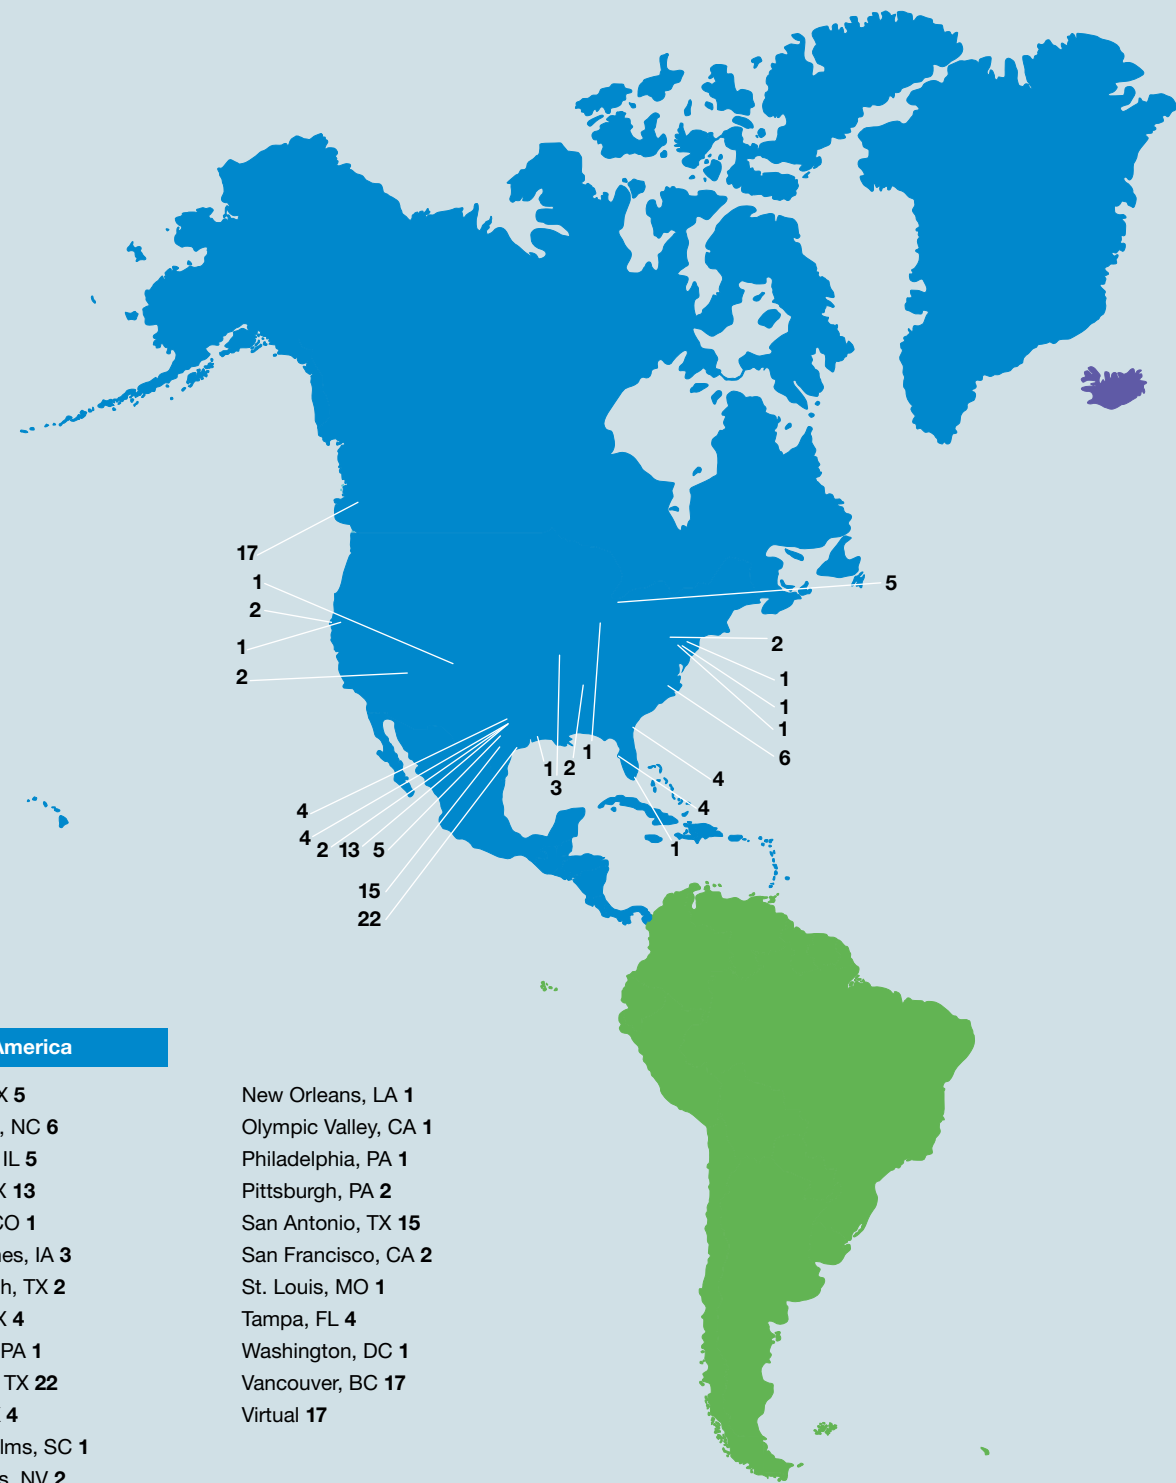 17
1
2
1
2
5
2
1
1
1
6
4
4
1
1
2
1
3
4
4
2 13 5
15
22
America
X 5
, NC 6
IL 5
X 13
CO 1
nes, IA 3
h, TX 2
X 4
PA 1
TX 22
4
lms, SC 1
s, NV 2
New Orleans, LA 1
Olympic Valley, CA 1
Philadelphia, PA 1
Pittsburgh, PA 2
San Antonio, TX 15
San Francisco, CA 2
St. Louis, MO 1
Tampa, FL 4
Washington, DC 1
Vancouver, BC 17
Virtual 17